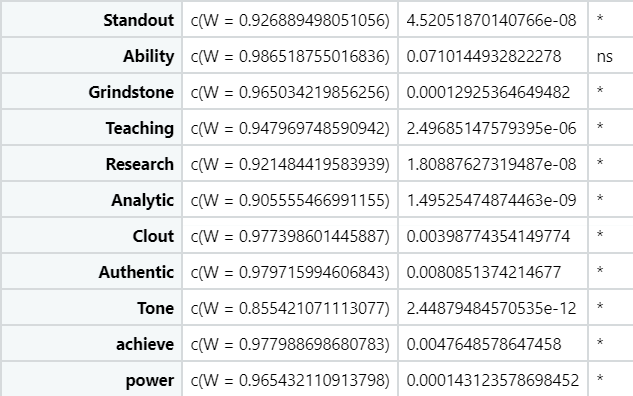 Standout c(W = 0.926889498051056) 4.52051870140766e-08 *
Ability c(W = 0.986518755016836) 0.0710144932822278 ns
Grindstone c(W = 0.965034219856256) 0.00012925364649482 *
Teaching c(W = 0.947969748590942) 2.49685147579395e-06 *
Research c(W = 0.921484419583939) 1.80887627319487e-08 *
Analytic c(W = 0.905555466991155) 1.49525474874463e-09 *
Clout c(W = 0.977398601445887) 0.00398774354149774 *
Authentic c(W = 0.979715994606843) 0.0080851374214677 *
Tone c(W = 0.855421071113077) 2.44879484570535e-12 *
achieve c(W = 0.977988698680783) 0.0047648578647458 *
power c(W = 0.965432110913798) 0.000143123578698452 *